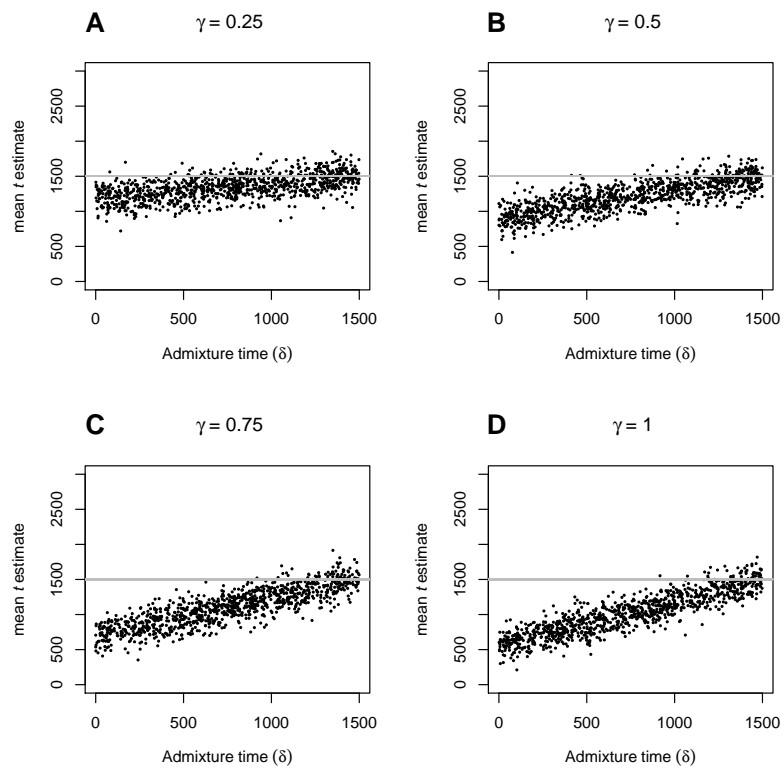 A
γ = 0.25
mean t estimate
2500
1500
500
0
0 500 1000 1500
Admixture time (δ)
B
γ = 0.5
mean t estimate
2500
1500
500
0
0 500 1000 1500
Admixture time (δ)
C
γ = 0.75
mean t estimate
2500
1500
500
0
0 500 1000 1500
Admixture time (δ)
D
γ = 1
mean t estimate
2500
1500
500
0
0 500 1000 1500
Admixture time (δ)